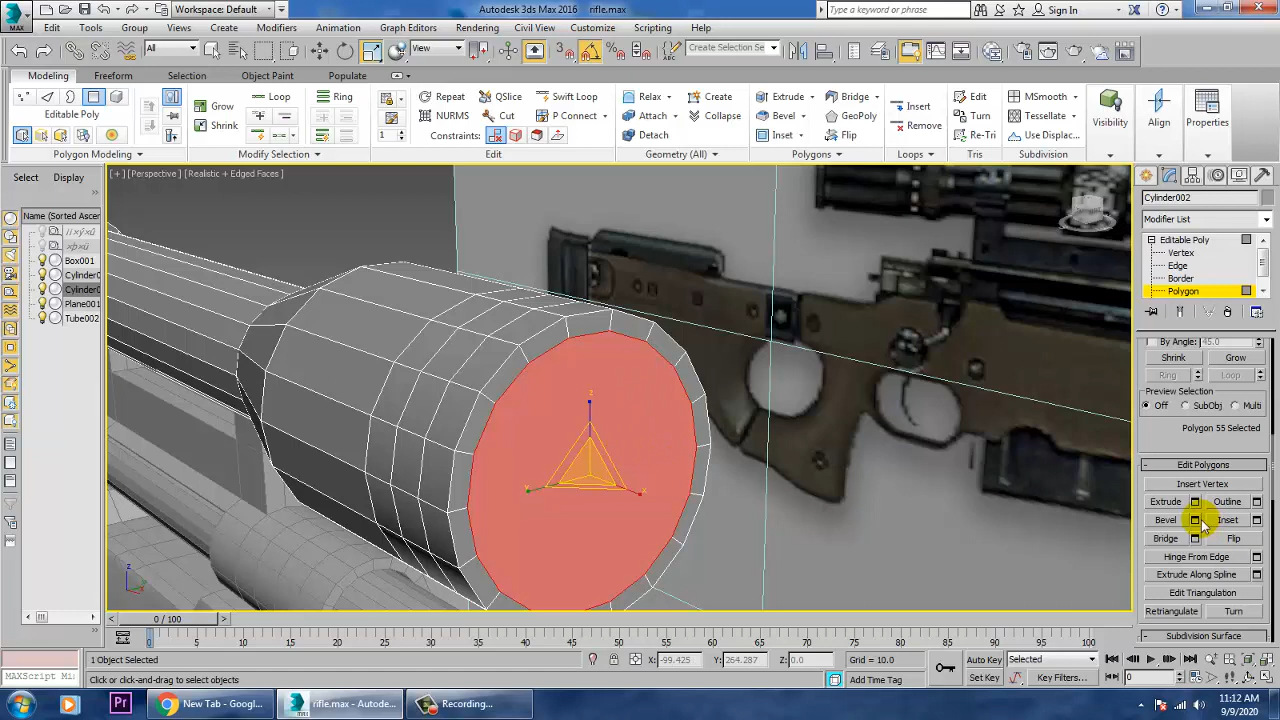 MAX
Workspace: Default
Autodesk 3ds Max 2016    rifle.max
Type a keyword or phrase
Sign In
Edit Tools Group Views Create Modifiers Animation Graph Editors Rendering Civil View Customize Scripting Help
All
View
Create Selection Se
Modeling Freeform Selection Object Paint Populate
Grow Loop Ring Repeat QSlice Swift Loop Relax Create Extrude Bridge Edit MSmooth
Editable Poly
Shrink NURMS Cut P Connect Attach Collapse Bevel GeoPoly Insert Turn Tessellate
1 Constraints: Detach Inset Flip Remove Re-Tri Use Displac...
Visibility Align Properties
Polygon Modeling Modify Selection Edit Geometry (All) Polygons Loops Tris Subdivision
Select Display
[+] [Perspective] [Realistic + Edged Faces]
Name (Sorted Ascen
Box001
Cylinder0
Cylinder0
Plane001
Tube002
Cylinder002
Modifier List
Editable Poly
Vertex
Edge
Border
Polygon
By Angle: 45.0
Shrink Grow
Ring Loop
Preview Selection
Off SubObj Multi
Polygon 55 Selected
Edit Polygons
Insert Vertex
Extrude Outline
Bevel Inset
Bridge Flip
Hinge From Edge
Extrude Along Spline
Edit Triangulation
Retriangulate Turn
Subdivision Surface
0 / 100
0 5 10 15 20 25 30 35 40 45 50 55 60 65 70 75 80 85 90 95 100
1 Object Selected
X: -99.425 Y: 264.287 Z: 0.0
Grid = 10.0
Auto Key Selected
MAXScript Mi
Click or click-and-drag to select objects
Add Time Tag
Set Key Key Filters...
0
Pr
New Tab - Googl...
rifle.max - Autode...
Recording...
11:12 AM
9/9/2020